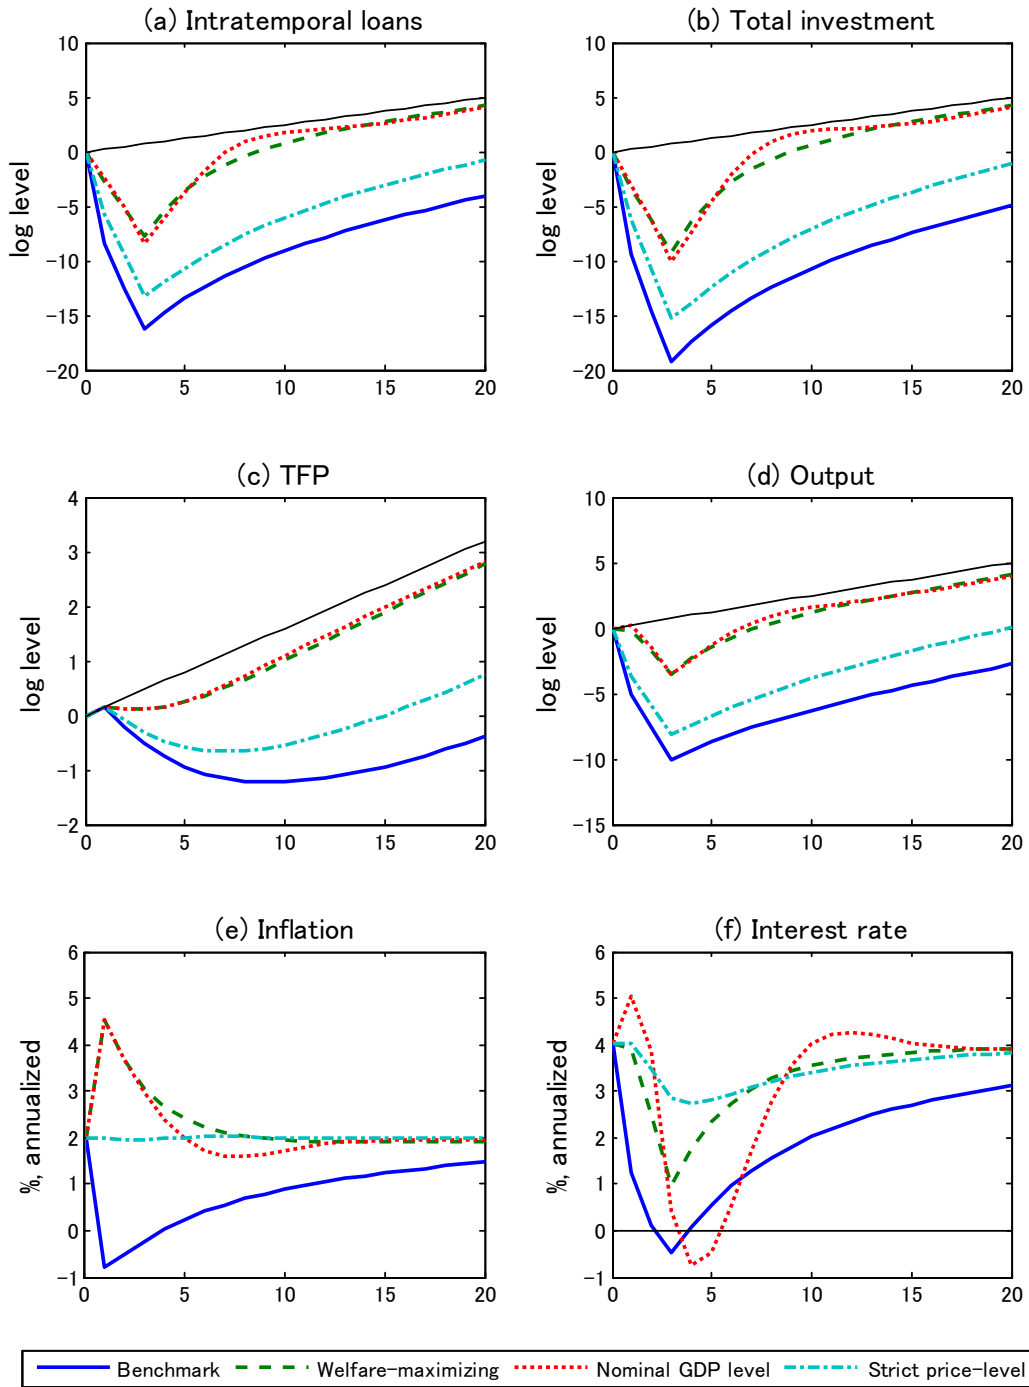 (a) Intratemporal loans
10
5
0
−5
−10
−15
−20
log level
0 5 10 15 20
(b) Total investment
10
5
0
−5
−10
−15
−20
log level
0 5 10 15 20
(c) TFP
4
3
2
1
0
−1
−2
log level
0 5 10 15 20
(d) Output
10
5
0
−5
−10
−15
log level
0 5 10 15 20
(e) Inflation
6
5
4
3
2
1
0
−1
%, annualized
0 5 10 15 20
(f) Interest rate
6
5
4
3
2
1
0
−1
%, annualized
0 5 10 15 20
Benchmark Welfare−maximizing Nominal GDP level Strict price−level